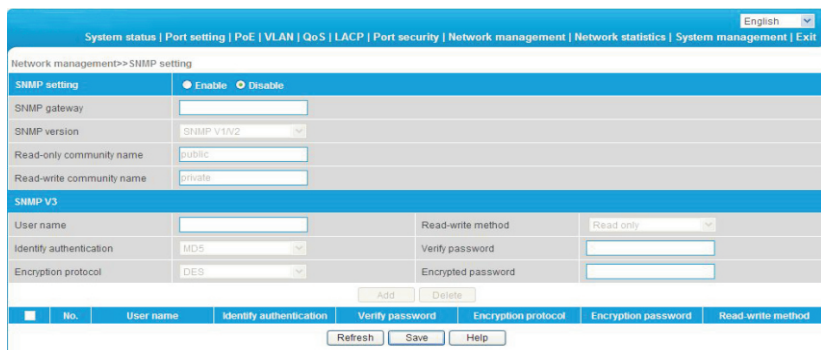 English
System status | Port setting | PoE | VLAN | QoS | LACP | Port security | Network management | Network statistics | System management | Exit
Network management>>SNMP setting
SNMP setting Enable Disable
SNMP gateway
SNMP version SNMP V1/V2
Read-only community name public
Read-write community name private
SNMP V3
User name Read-write method Read only
Identify authentication MD5 Verify password
Encryption protocol DES Encrypted password
Add Delete
No. User name Identify authentication Verify password Encryption protocol Encryption password Read-write method
Refresh Save Help